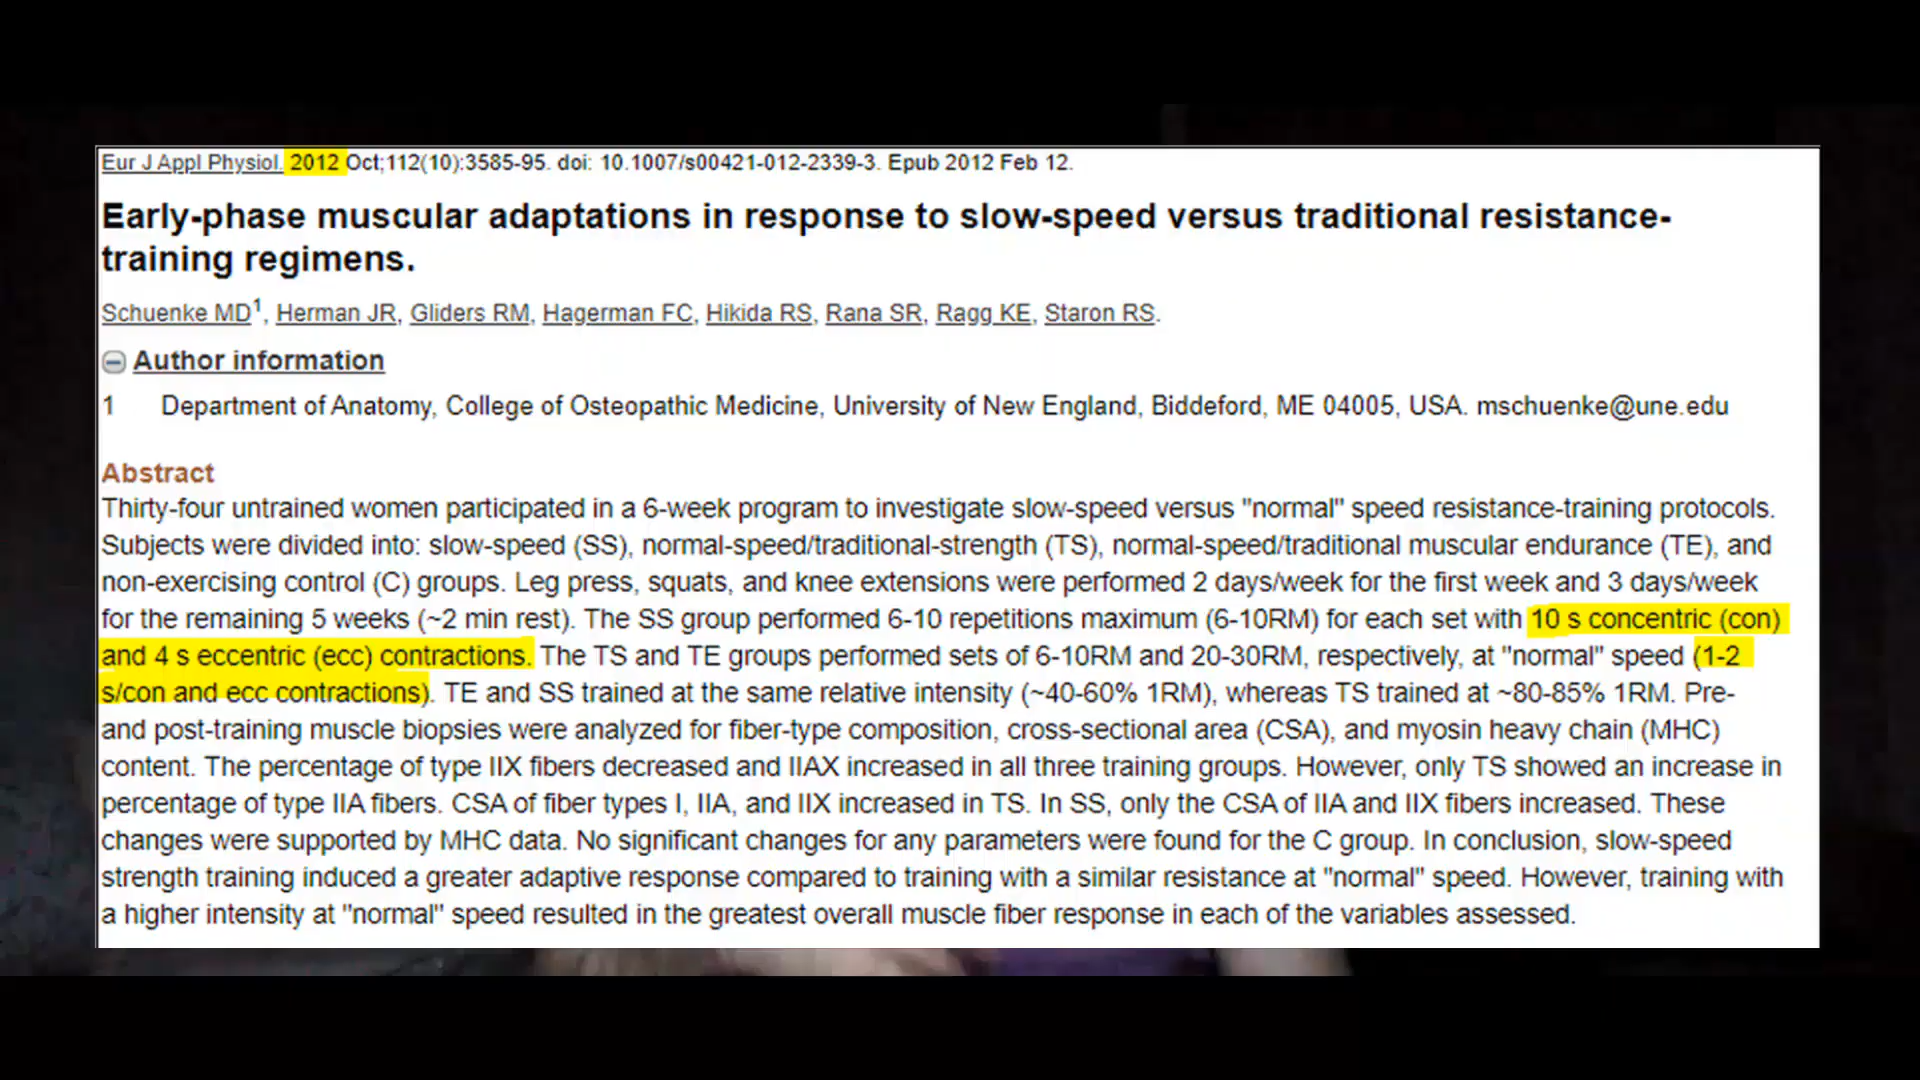 Eur J Appl Physiol. 2012 Oct;112(10):3585-95. doi: 10.1007/s00421-012-2339-3. Epub 2012 Feb 12.
Early-phase muscular adaptations in response to slow-speed versus traditional resistance-
training regimens.
Schuenke MD1, Herman JR, Gliders RM, Hagerman FC, Hikida RS, Rana SR, Ragg KE, Staron RS.
Author information
1 Department of Anatomy, College of Osteopathic Medicine, University of New England, Biddeford, ME 04005, USA. mschuenke@une.edu
Abstract
Thirty-four untrained women participated in a 6-week program to investigate slow-speed versus "normal" speed resistance-training protocols.
Subjects were divided into: slow-speed (SS), normal-speed/traditional-strength (TS), normal-speed/traditional muscular endurance (TE), and
non-exercising control (C) groups. Leg press, squats, and knee extensions were performed 2 days/week for the first week and 3 days/week
for the remaining 5 weeks (~2 min rest). The SS group performed 6-10 repetitions maximum (6-10RM) for each set with 10 s concentric (con)
and 4 s eccentric (ecc) contractions. The TS and TE groups performed sets of 6-10RM and 20-30RM, respectively, at "normal" speed (1-2
s/con and ecc contractions). TE and SS trained at the same relative intensity (~40-60% 1RM), whereas TS trained at ~80-85% 1RM. Pre-
and post-training muscle biopsies were analyzed for fiber-type composition, cross-sectional area (CSA), and myosin heavy chain (MHC)
content. The percentage of type IIX fibers decreased and IIAX increased in all three training groups. However, only TS showed an increase in
percentage of type IIA fibers. CSA of fiber types I, IIA, and IIX increased in TS. In SS, only the CSA of IIA and IIX fibers increased. These
changes were supported by MHC data. No significant changes for any parameters were found for the C group. In conclusion, slow-speed
strength training induced a greater adaptive response compared to training with a similar resistance at "normal" speed. However, training with
a higher intensity at "normal" speed resulted in the greatest overall muscle fiber response in each of the variables assessed.